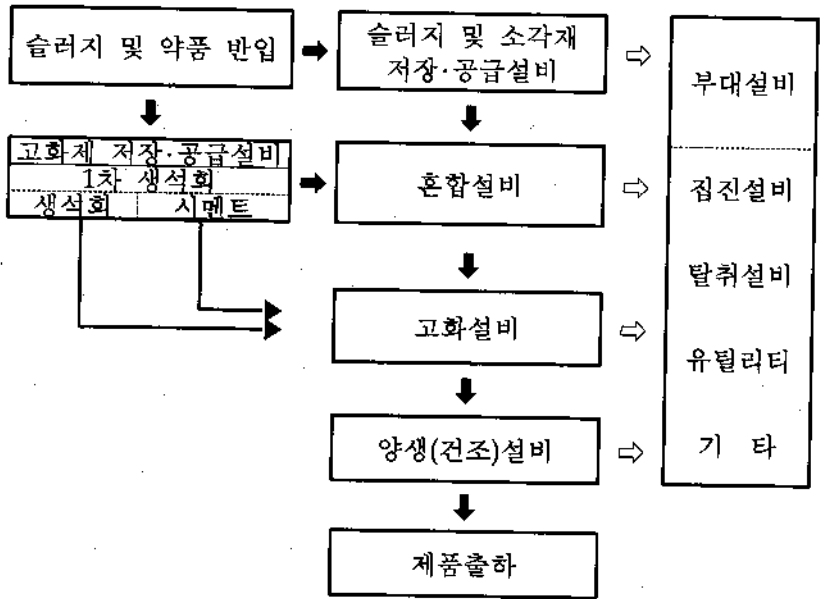 슬러지 및 약품 반입
슬러지 및 소각재
저장·공급설비
고화제 저장·공급설비
1차 생석회
생석회
시멘트
혼합설비
고화설비
양생(건조)설비
제품출하
부대설비
집진설비
탈취설비
유틸리티
기 타